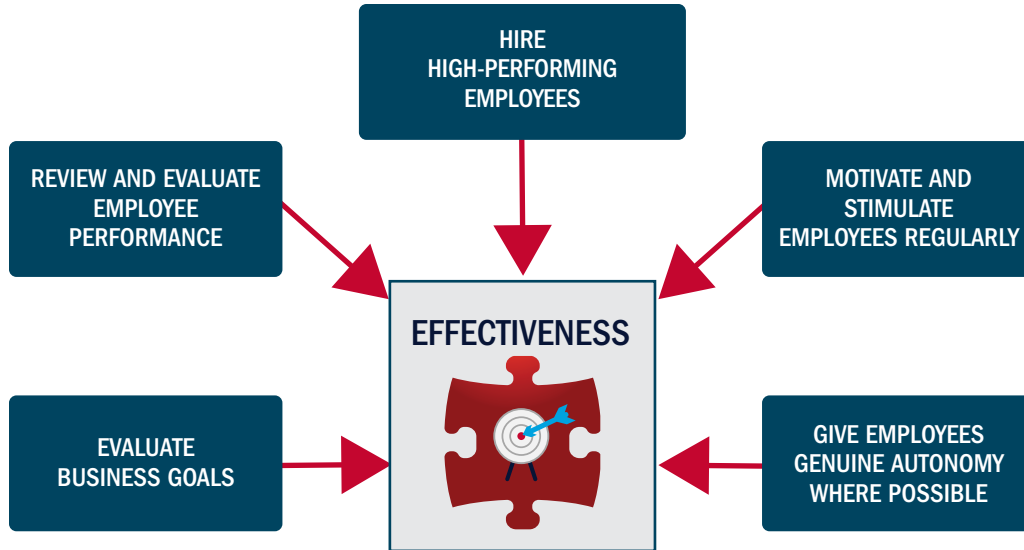 HIRE
HIGH-PERFORMING
EMPLOYEES
REVIEW AND EVALUATE
EMPLOYEE
PERFORMANCE
MOTIVATE AND
STIMULATE
EMPLOYEES REGULARLY
EFFECTIVENESS
EVALUATE
BUSINESS GOALS
GIVE EMPLOYEES
GENUINE AUTONOMY
WHERE POSSIBLE